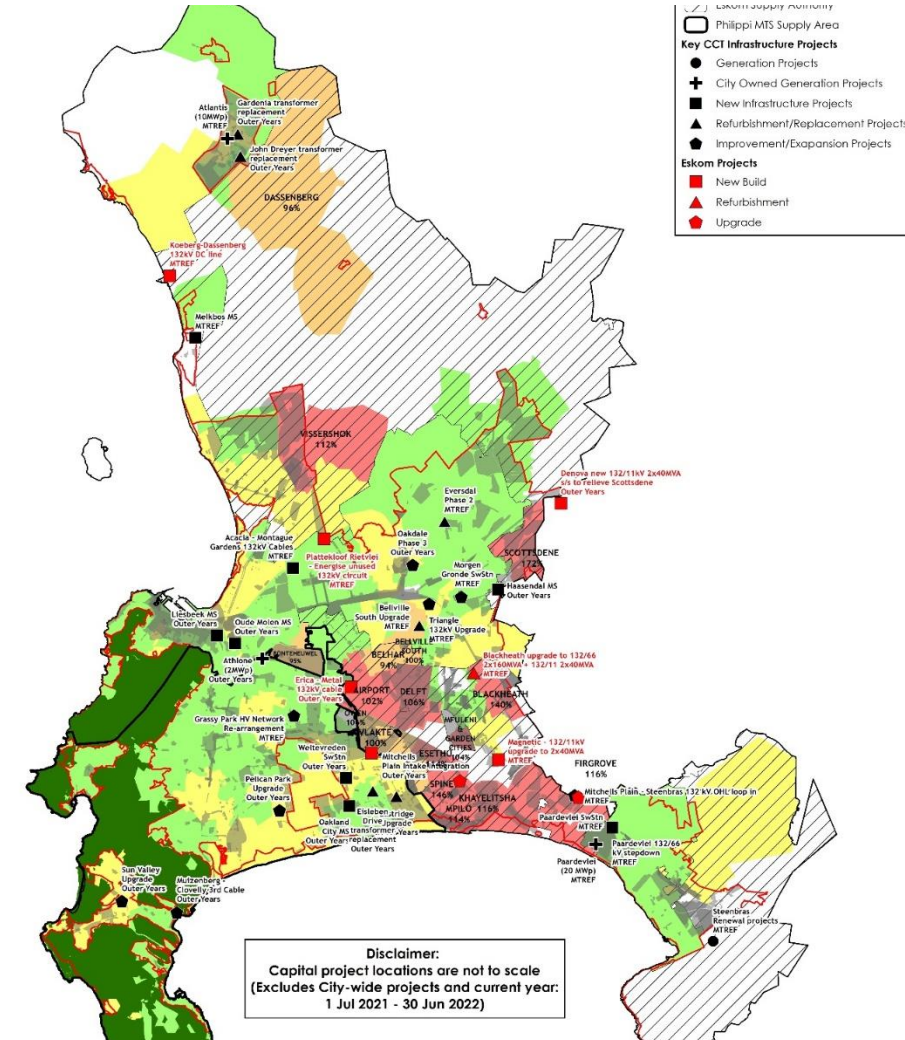 Eskom Supply Authority
Philippi MTS Supply Area
Key CCT Infrastructure Projects
Generation Projects
City Owned Generation Projects
New Infrastructure Projects
Refurbishment/Replacement Projects
Improvement/Exapansion Projects
Eskom Projects
New Build
Refurbishment
Upgrade
Atlantis
(10MWp)
MTREF
Gardenia transformer
replacement
Outer Years
John Dreyer transformer
replacement
Outer Years
DASSENBERG
96%
Koeberg-Dassenberg
132kV DC line
MTREF
Melkbos MS
MTREF
VISSERSHOK
112%
Denova new 132/11kV 2x40MVA
s/s to relieve Scottsdene
Outer Years
Eversdal
Phase 2
MTREF
Oakdale
Phase 3
Outer Years
Acacia - Montague
Gardens 132kV Cables
MTREF
Plattekloof Rietvlei
- Energise unused
132kV circuit
MTREF
Morgen
Gronde SwStn
MTREF
SCOTTSDENE
172%
Haasendal MS
Outer Years
Liesbeek MS
Outer Years
Oude Molen MS
Outer Years
Bellville
South Upgrade
MTREF
Triangle
132kV Upgrade
MTREF
BELLVILLE
SOUTH
100%
Athlone
(2MWp)
Outer Years
BONTEHEUWEL
95%
BELHAR
94%
Blackheath upgrade to 132/66
2x160MVA + 132/11 2x40MVA
MTREF
Erica - Metal
132kV cable
Outer Years
AIRPORT
102%
DELFT
106%
BLACKHEATH
140%
Grassy Park HV Network
Re-arrangement
MTREF
VLAKTE
100%
MFULENI
GARDEN
CITIES
104%
Weltevreden
SwStn
Outer Years
Mitchells
Plain Intake Integration
Outer Years
Magnetic - 132/11kV
upgrade to 2x40MVA
MTREF
FIRGROVE
116%
Pelican Park
Upgrade
Outer Years
SPINE
146%
KHAYELITSHA
116%
MPILO
114%
Mitchells Plain - Steenbras 132 kV OHL loop in
MTREF
Oakland
City MS
Outer Years
Eisleben
Drive
transformer
replacement
Outer Years
Paardevlei SwStn
MTREF
Paardevlei 132/66
kV stepdown
MTREF
Paardevlei
(20 MWp)
MTREF
Sun Valley
Upgrade
Outer Years
Muizenberg -
Clovelly 3rd Cable
Outer Years
Steenbras
Renewal projects
MTREF
Disclaimer:
Capital project locations are not to scale
(Excludes City-wide projects and current year:
1 Jul 2021 - 30 Jun 2022)